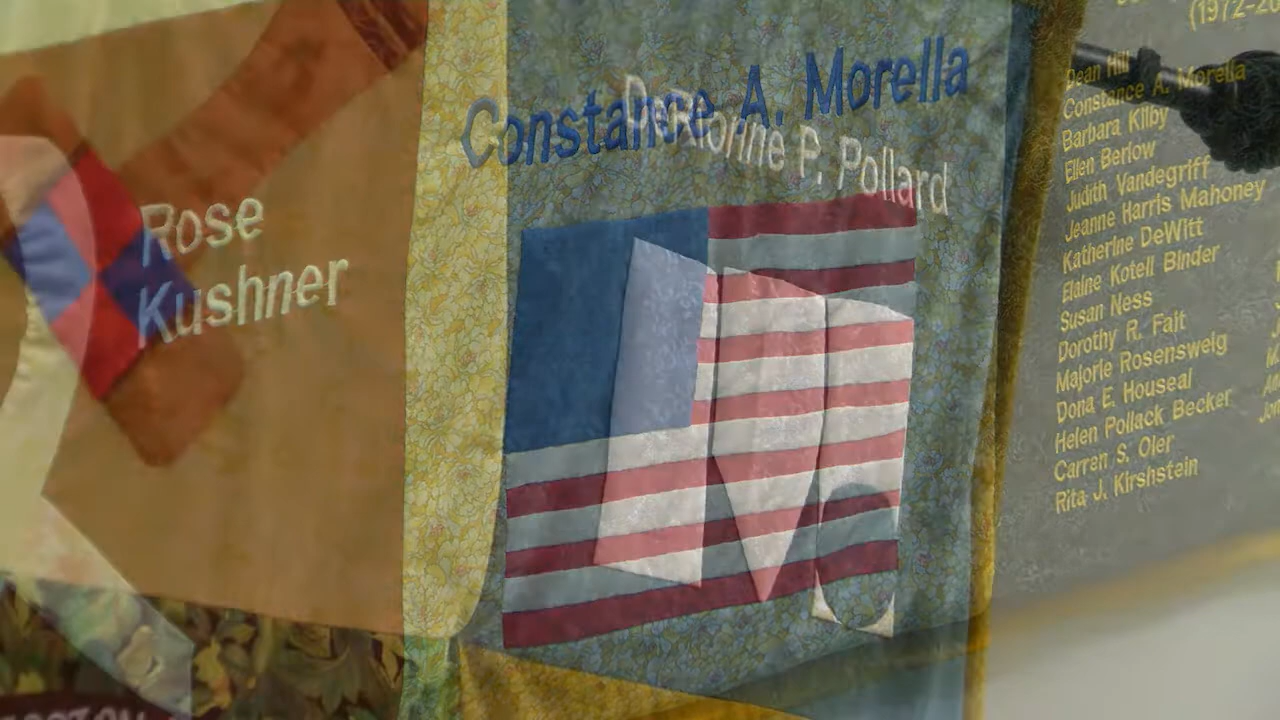 Rose
Kushner
Constance A. Morella
P. Pollard
(1972-20
Dean Hill
Constance A. Morella
Barbara Kilby
Ellen Berlow
Judith Vandegriff
Jeanne Harris Mahoney
Katherine DeWitt
Elaine Kotell Binder
Susan Ness
Dorothy R. Fait
Majorie Rosensweig
Dona E. Houseal
Helen Pollack Becker
Carren S. Oler
Rita J. Kirshstein